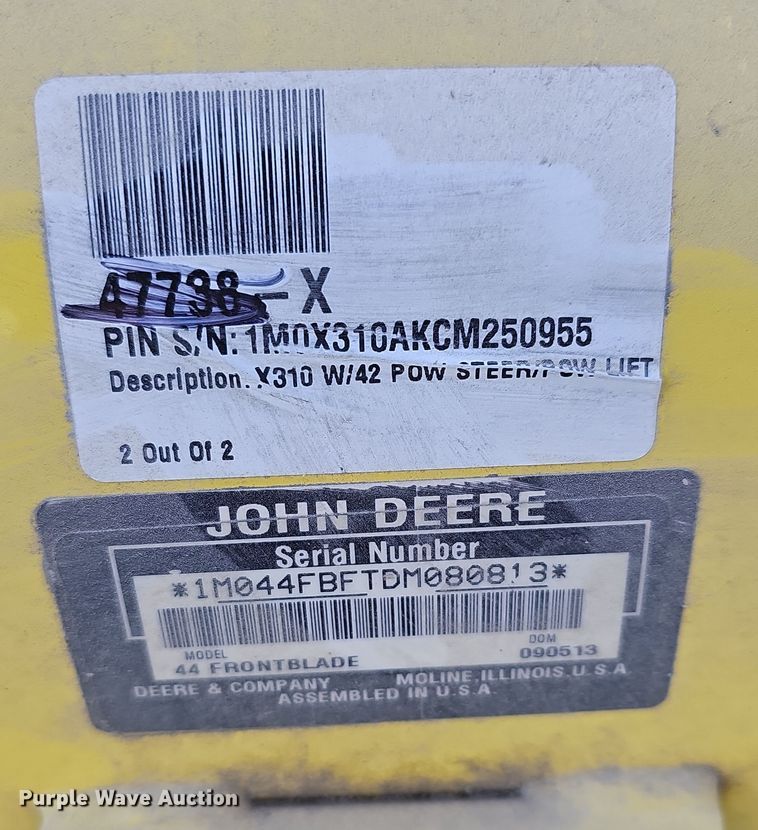 47738-X
PIN S/N: 1M0X310AKCM250955
Description. X310 W/42 POW STEER/POW LIFT
2 Out Of 2
JOHN DEERE
Serial Number
*1M044FBFTDM080813*
MODEL DOM
44 FRONTBLADE 090513
DEERE & COMPANY MOLINE, ILLINOIS U.S.A.
ASSEMBLED IN U.S.A.
Purple Wave Auction